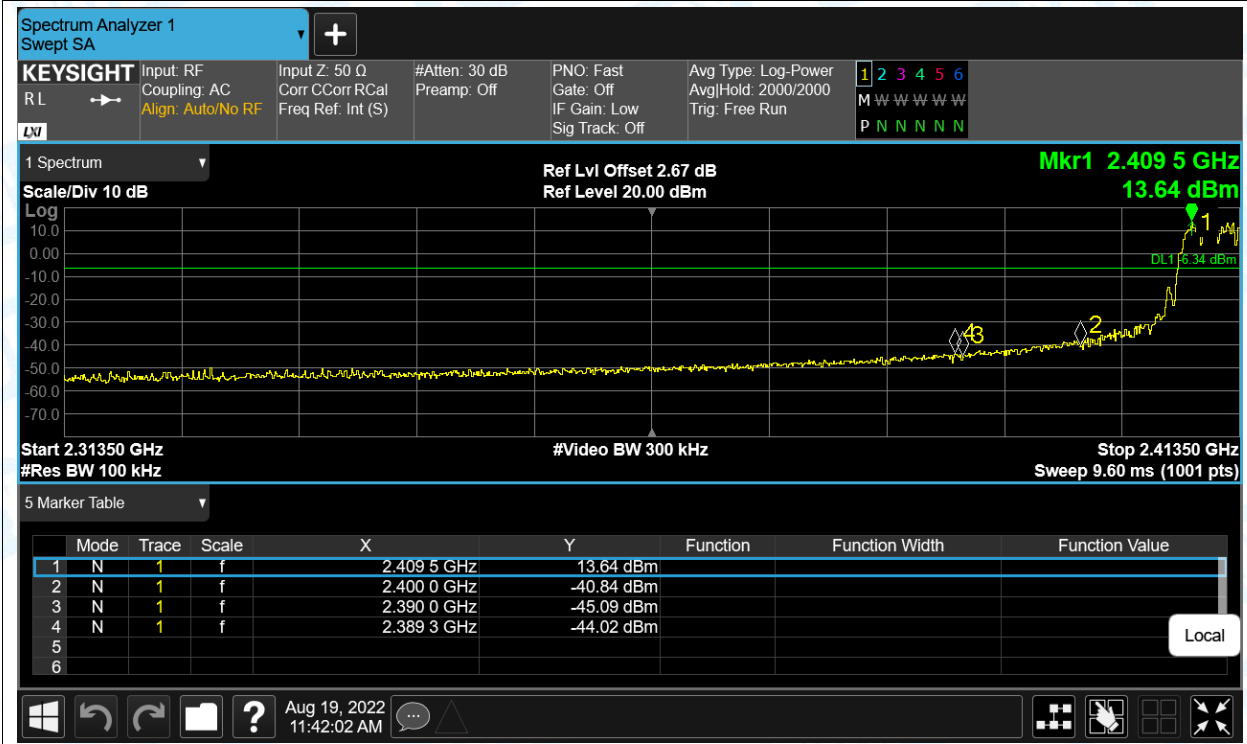 Spectrum Analyzer 1
Swept SA
+
KEYSIGHT Input: RF Input Z: 50 Ω #Atten: 30 dB PNO: Fast Avg Type: Log-Power 1 2 3 4 5 6
R L Coupling: AC Corr CCorr RCal Preamp: Off Gate: Off Avg|Hold: 2000/2000 M W W W W W
Align: Auto/No RF Freq Ref: Int (S) IF Gain: Low Trig: Free Run
LXI Sig Track: Off P N N N N N
1 Spectrum Ref Lvl Offset 2.67 dB Mkr1 2.409 5 GHz
Scale/Div 10 dB Ref Level 20.00 dBm 13.64 dBm
Log
10.0 1
0.00 DL1 -6.34 dBm
-10.0
-20.0
-30.0 4 3 2
-40.0
-50.0
-60.0
-70.0
Start 2.31350 GHz #Video BW 300 kHz Stop 2.41350 GHz
#Res BW 100 kHz Sweep 9.60 ms (1001 pts)
5 Marker Table
Mode Trace Scale X Y Function Function Width Function Value
1 N 1 f 2.409 5 GHz 13.64 dBm
2 N 1 f 2.400 0 GHz -40.84 dBm
3 N 1 f 2.390 0 GHz -45.09 dBm
4 N 1 f 2.389 3 GHz -44.02 dBm
5
6
Local
? Aug 19, 2022
11:42:02 AM